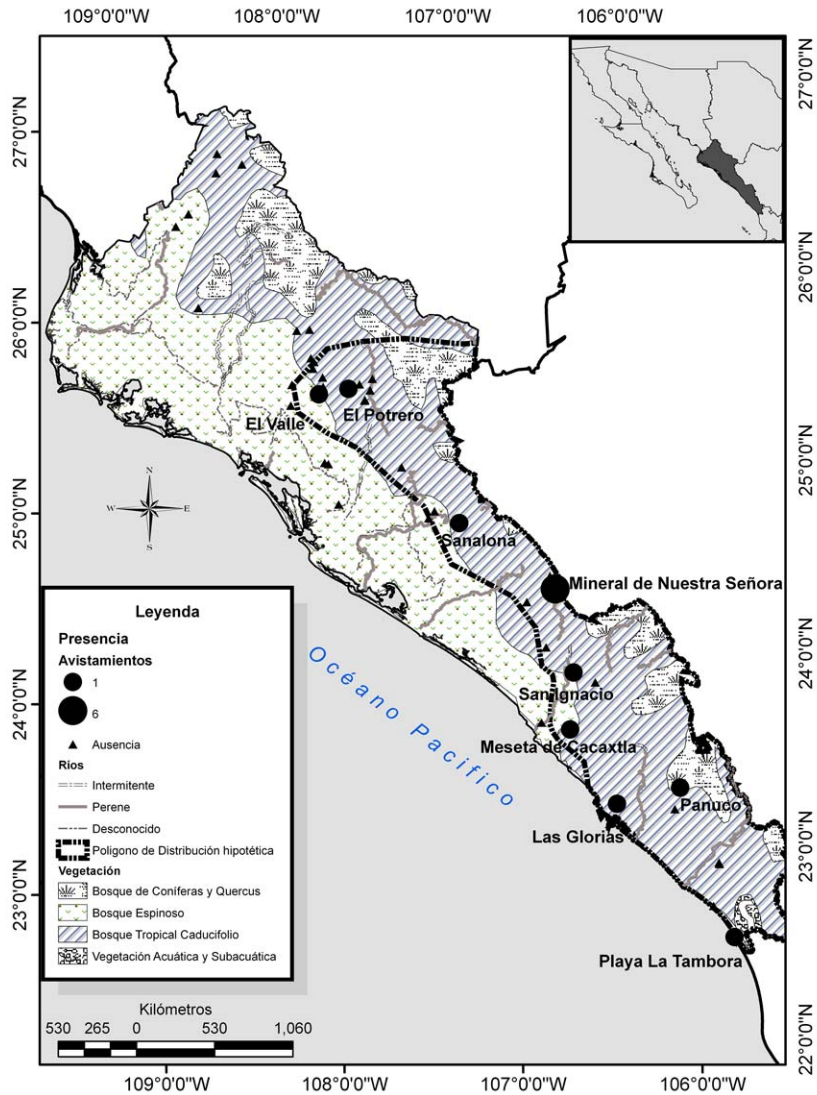 109°0'0"W 108°0'0"W 107°0'0"W 106°0'0"W
27°0'0"N
26°0'0"N
25°0'0"N
24°0'0"N
23°0'0"N
27°0'0"N
26°0'0"N
25°0'0"N
24°0'0"N
23°0'0"N
22°0'0"N
El Potrero
El Valle
N
W E
S
Sanalona
Mineral de Nuestra Señora
San Ignacio
Meseta de Cacaxtla
Panuco
Las Glorias
Playa La Tambora
Océano Pacifico
Leyenda
Presencia
Avistamientos
1
6
Ausencia
Rios
Intermitente
Perene
Desconocido
Poligono de Distribución hipotética
Vegetación
Bosque de Coníferas y Quercus
Bosque Espinoso
Bosque Tropical Caducifolio
Vegetación Acuática y Subacuática
Kilómetros
530 265 0 530 1,060
109°0'0"W 108°0'0"W 107°0'0"W 106°0'0"W